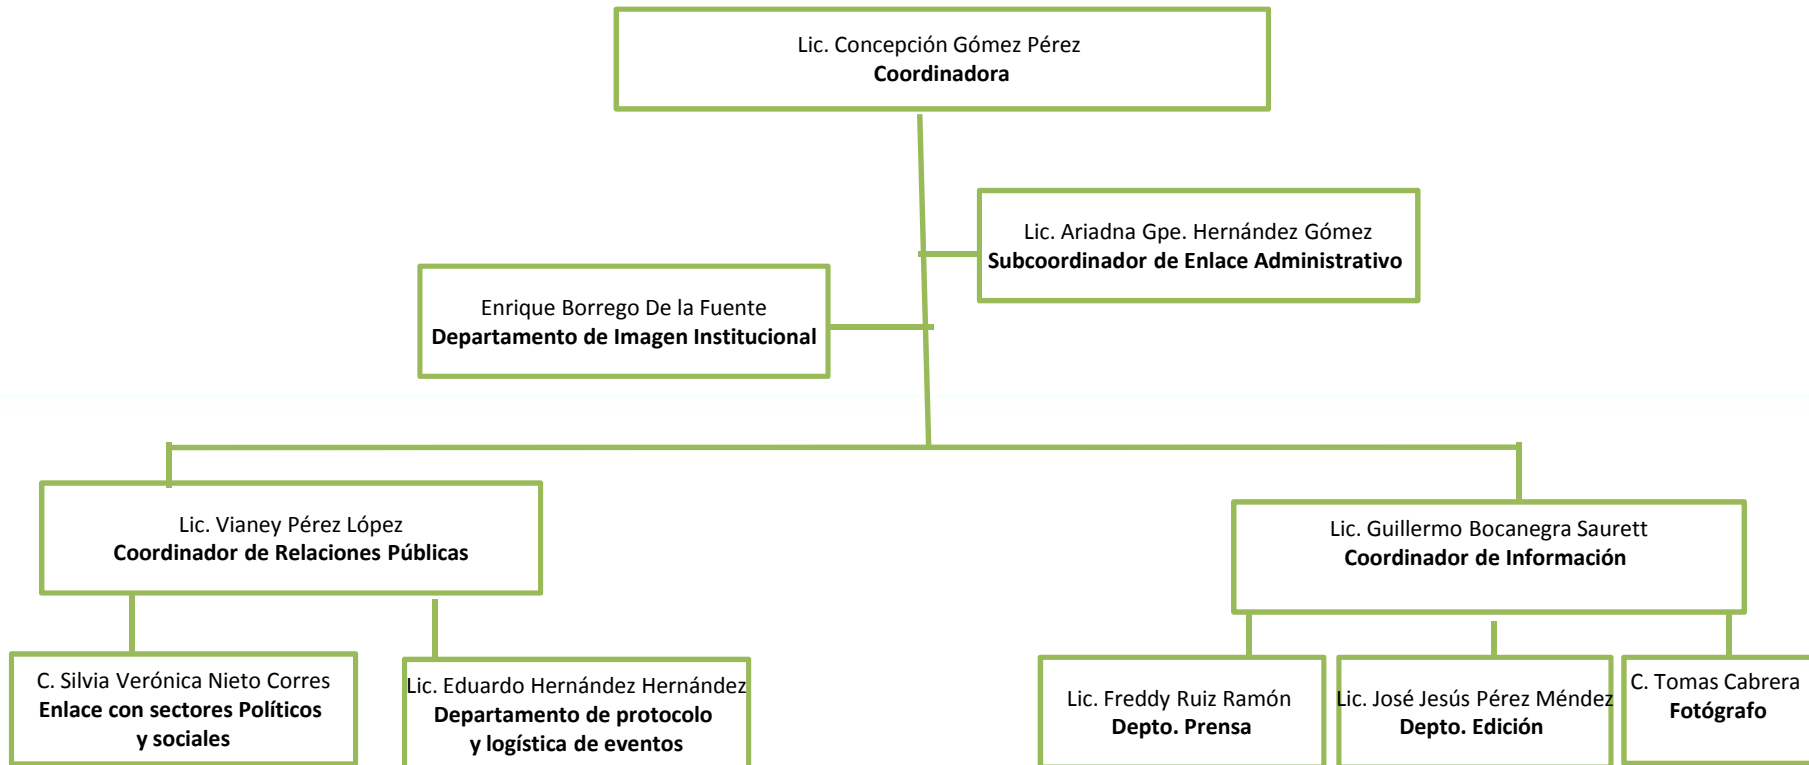 Lic. Concepción Gómez Pérez
Coordinadora
Lic. Ariadna Gpe. Hernández Gómez
Subcoordinador de Enlace Administrativo
Enrique Borrego De la Fuente
Departamento de Imagen Institucional
Lic. Vianey Pérez López
Coordinador de Relaciones Públicas
Lic. Guillermo Bocanegra Saurett
Coordinador de Información
C. Silvia Verónica Nieto Corres
Enlace con sectores Políticos
y sociales
Lic. Eduardo Hernández Hernández
Departamento de protocolo
y logística de eventos
Lic. Freddy Ruiz Ramón
Depto. Prensa
Lic. José Jesús Pérez Méndez
Depto. Edición
C. Tomas Cabrera
Fotógrafo